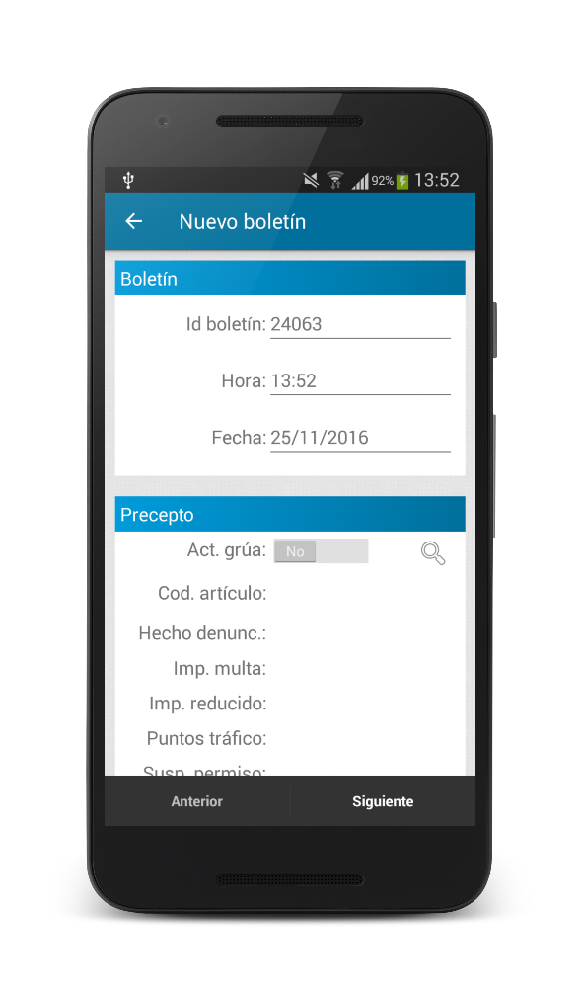 92% 13:52
Nuevo boletín
Boletín
Id boletín: 24063
Hora: 13:52
Fecha: 25/11/2016
Precepto
Act. grúa: No
Cod. artículo:
Hecho denunc.:
Imp. multa:
Imp. reducido:
Puntos tráfico:
Susp. permiso:
Anterior Siguiente